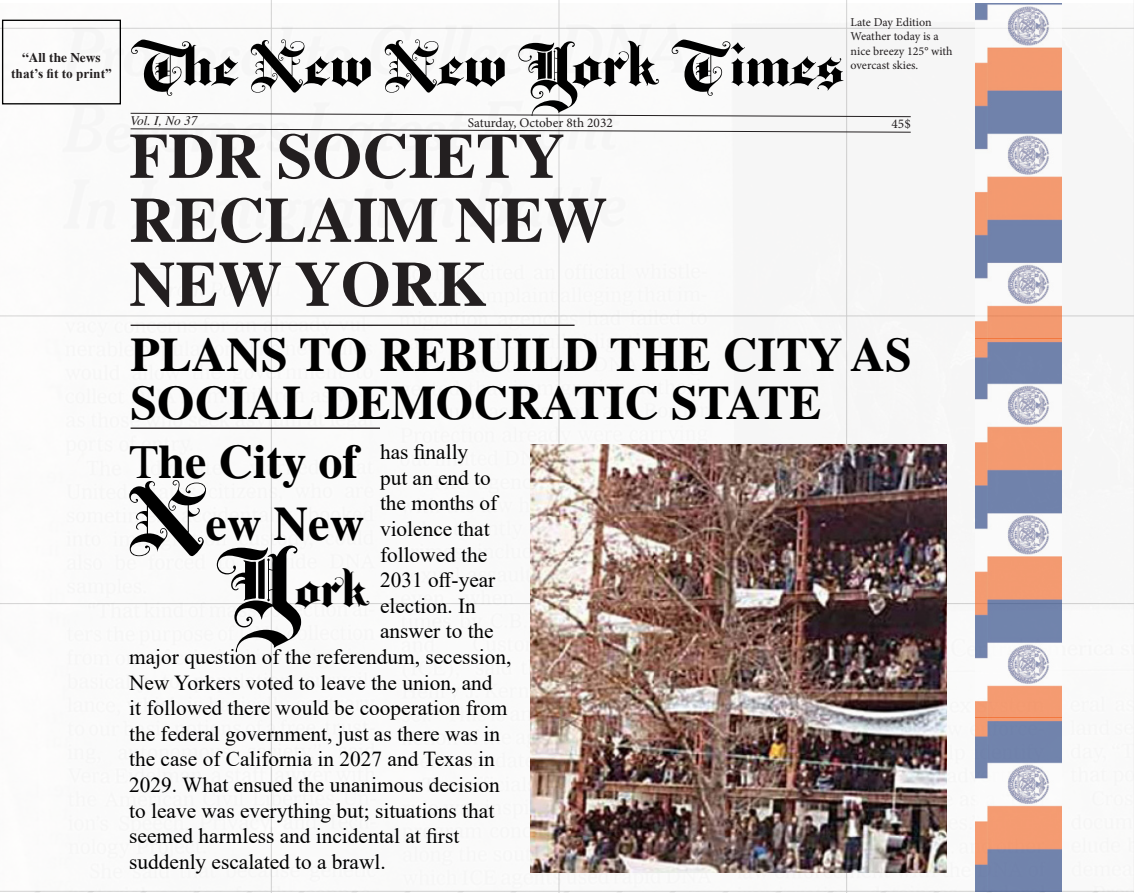 “All the News
that’s fit to print”
The New New York Times
Late Day Edition
Weather today is a
nice breezy 125° with
overcast skies.
Vol. I, No 37
Saturday, October 8th 2032
45$
FDR SOCIETY
RECLAIM NEW
NEW YORK
PLANS TO REBUILD THE CITY AS
SOCIAL DEMOCRATIC STATE
The City of
New New
York
has finally
put an end to
the months of
violence that
followed the
2031 off-year
election. In
answer to the
major question of the referendum, secession,
New Yorkers voted to leave the union, and
it followed there would be cooperation from
the federal government, just as there was in
the case of California in 2027 and Texas in
2029. What ensued the unanimous decision
to leave was everything but; situations that
seemed harmless and incidental at first
suddenly escalated to a brawl.